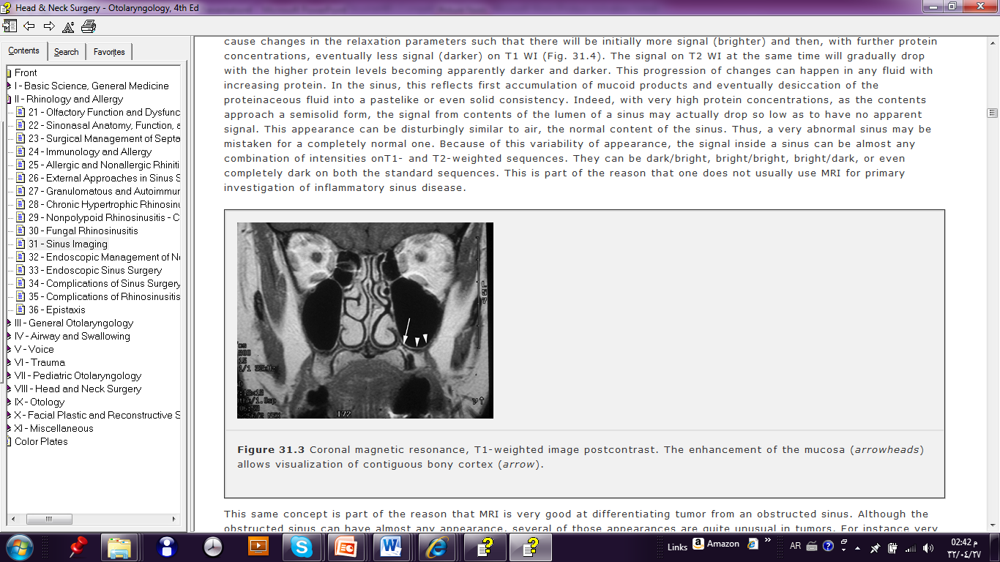 Head & Neck Surgery - Otolaryngology, 4th Ed
Contents
Search
Favorites
Front
I - Basic Science, General Medicine
II - Rhinology and Allergy
21 - Olfactory Function and Dysfunc
22 - Sinonasal Anatomy, Function, a
23 - Surgical Management of Septa
24 - Immunology and Allergy
25 - Allergic and Nonallergic Rhiniti
26 - External Approaches in Sinus S
27 - Granulomatous and Autoimmur
28 - Chronic Hypertrophic Rhinosinu
29 - Nonpolypoid Rhinosinusitis - C
30 - Fungal Rhinosinusitis
31 - Sinus Imaging
32 - Endoscopic Management of N
33 - Endoscopic Sinus Surgery
34 - Complications of Sinus Surgery
35 - Complications of Rhinosinusitis
36 - Epistaxis
III - General Otolaryngology
IV - Airway and Swallowing
V - Voice
VI - Trauma
VII - Pediatric Otolaryngology
VIII - Head and Neck Surgery
IX - Otology
X - Facial Plastic and Reconstructive S
XI - Miscellaneous
Color Plates
cause changes in the relaxation parameters such that there will be initially more signal (brighter) and then, with further protein
concentrations, eventually less signal (darker) on T1 WI (Fig. 31.4). The signal on T2 WI at the same time will gradually drop
with the higher protein levels becoming apparently darker and darker. This progression of changes can happen in any fluid with
increasing protein. In the sinus, this reflects first accumulation of mucoid products and eventually desiccation of the
proteinaceous fluid into a pastelike or even solid consistency. Indeed, with very high protein concentrations, as the contents
approach a semisolid form, the signal from contents of the lumen of a sinus may actually drop so low as to have no apparent
signal. This appearance can be disturbingly similar to air, the normal content of the sinus. Thus, a very abnormal sinus may be
mistaken for a completely normal one. Because of this variability of appearance, the signal inside a sinus can be almost any
combination of intensities onT1- and T2-weighted sequences. They can be dark/bright, bright/bright, bright/dark, or even
completely dark on both the standard sequences. This is part of the reason that one does not usually use MRI for primary
investigation of inflammatory sinus disease.
L
172
Figure 31.3 Coronal magnetic resonance, T1-weighted image postcontrast. The enhancement of the mucosa (arrowheads)
allows visualization of contiguous bony cortex (arrow).
This same concept is part of the reason that MRI is very good at differentiating tumor from an obstructed sinus. Although the
obstructed sinus can have almost any appearance, several of those appearances are quite unusual in tumors. For instance very
Links
Amazon
AR
02:42 م
٣٢/٠٤/٢٧